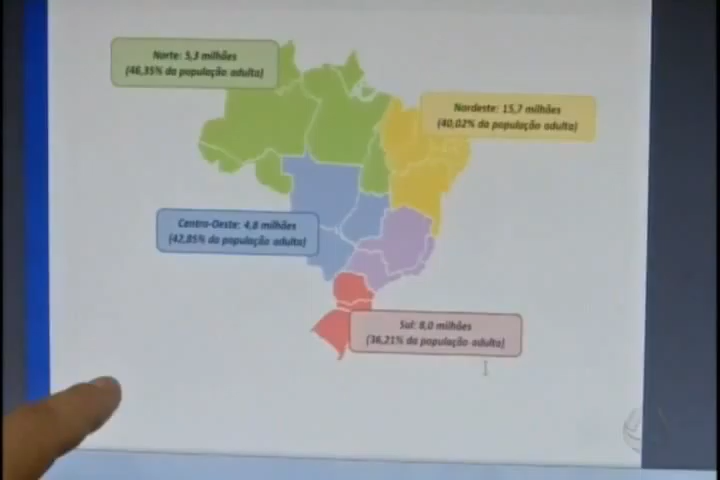 Norte: 5,3 milhões
(46,35% da população adulta)
Nordeste: 15,7 milhões
(40,02% da população adulta)
Centro-Oeste: 4,8 milhões
(42,85% da população adulta)
Sul: 8,0 milhões
(36,21% da população adulta)